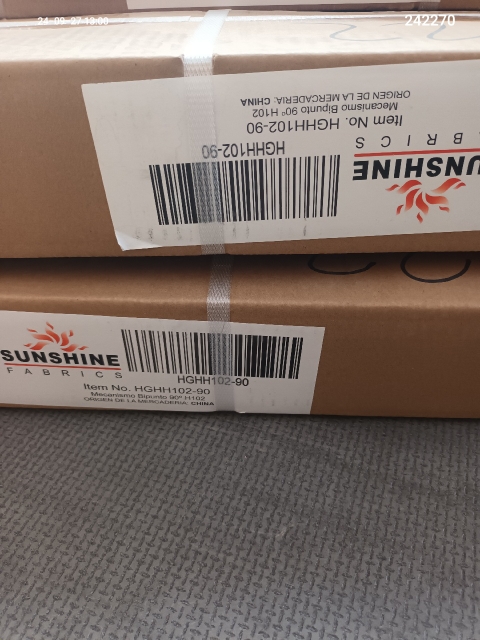 24-09-27 13:06
242270
SUNSHINE
FABRICS
HGHH102-90
Item No. HGHH102-90
Mecanismo Bipunto 90º H102
ORIGEN DE LA MERCADERIA: CHINA
SUNSHINE
FABRICS
HGHH102-90
Item No. HGHH102-90
Mecanismo Bipunto 90º H102
ORIGEN DE LA MERCADERIA: CHINA